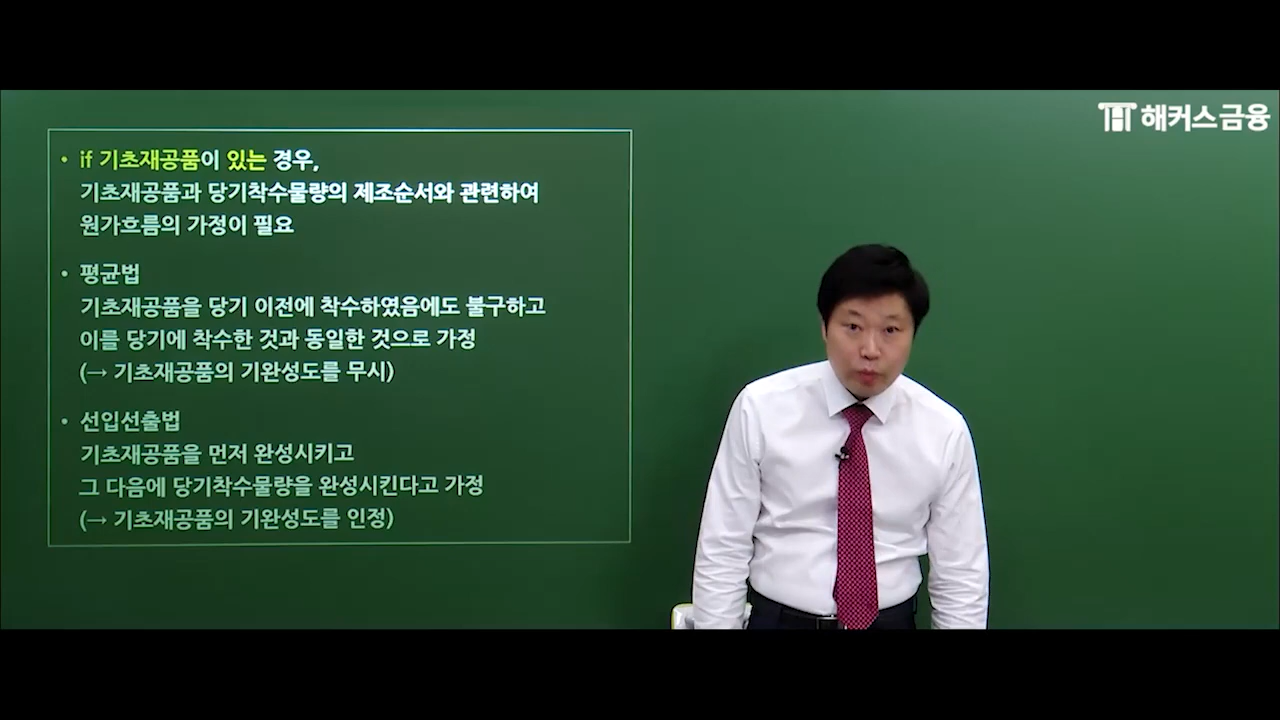 해커스금융
• if 기초재공품이 있는 경우,
기초재공품과 당기착수물량의 제조순서와 관련하여
원가흐름의 가정이 필요
• 평균법
기초재공품을 당기 이전에 착수하였음에도 불구하고
이를 당기에 착수한 것과 동일한 것으로 가정
(→ 기초재공품의 기완성도를 무시)
• 선입선출법
기초재공품을 먼저 완성시키고
그 다음에 당기착수물량을 완성시킨다고 가정
(→ 기초재공품의 기완성도를 인정)